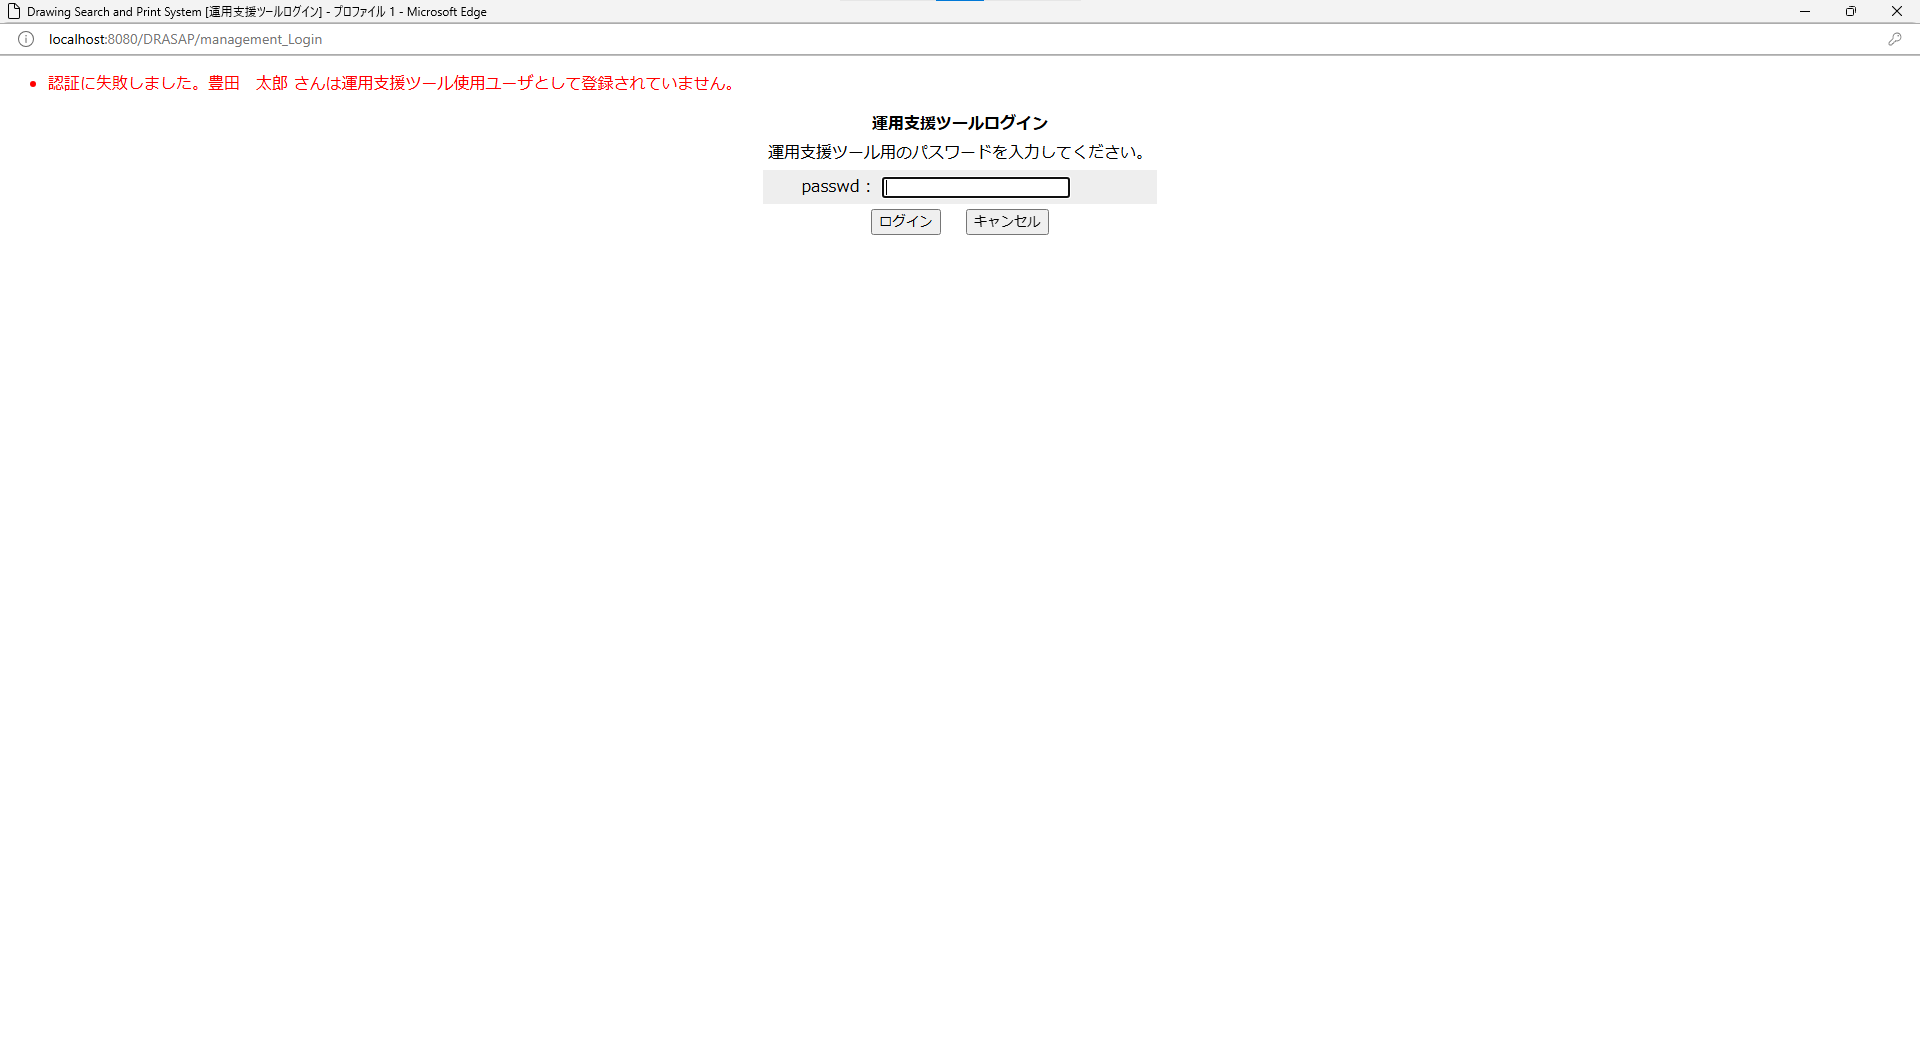 Drawing Search and Print System [運用支援ツールログイン] - プロファイル 1 - Microsoft Edge
localhost:8080/DRASAP/management_Login
• 認証に失敗しました。豊田　太郎 さんは運用支援ツール使用ユーザとして登録されていません。
運用支援ツールログイン
運用支援ツール用のパスワードを入力してください。
passwd :
ログイン キャンセル